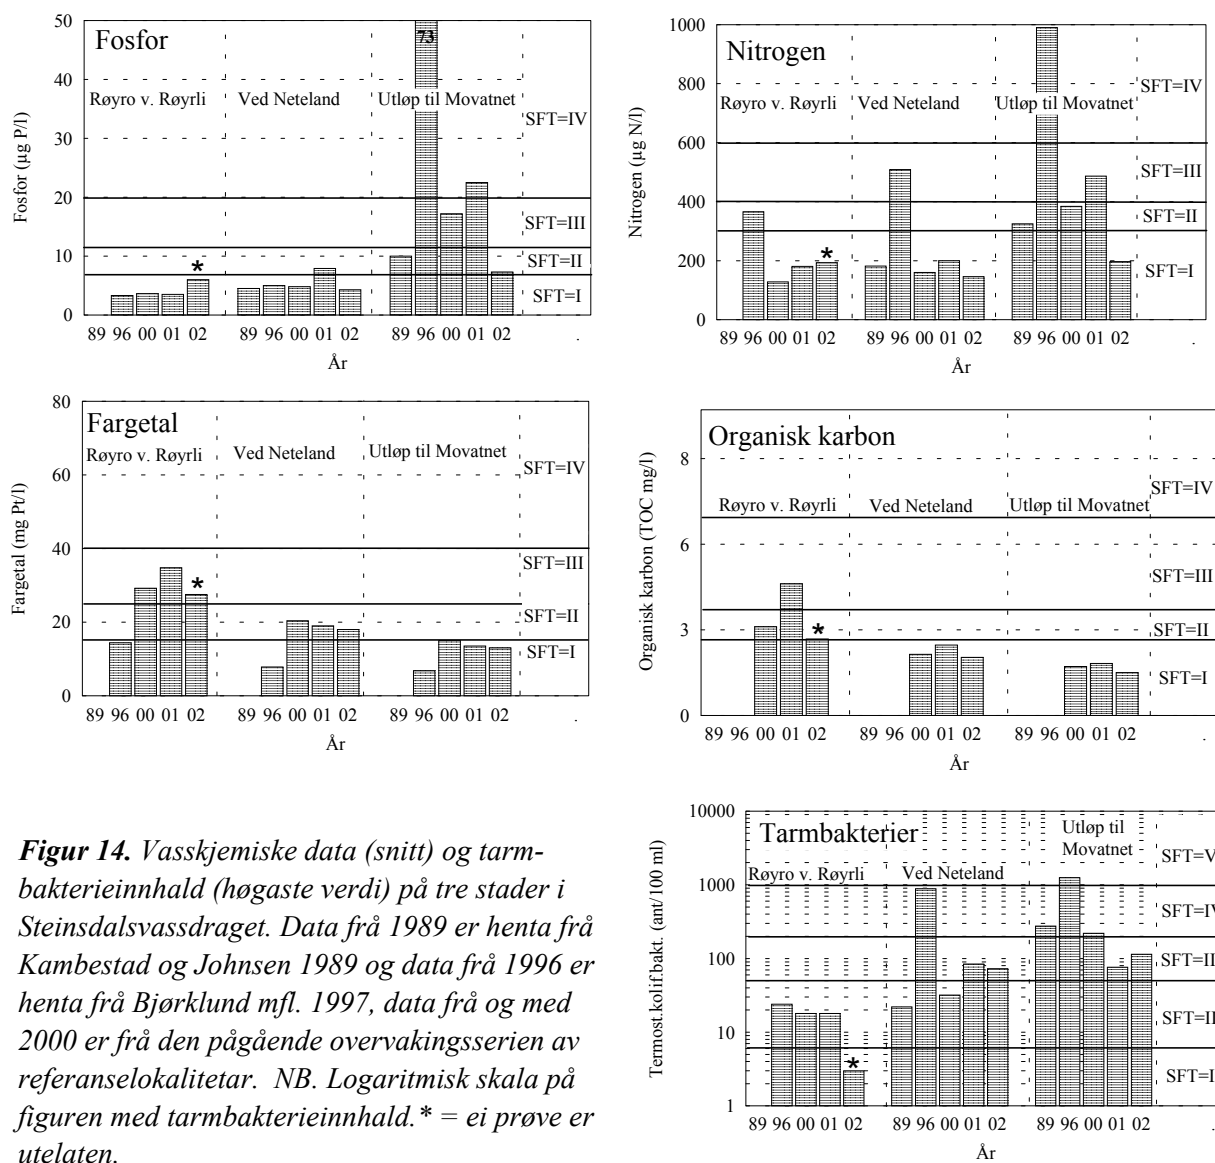 Fosfor
Fosfor (µg P/l)
50
40
30
20
10
0
73
Røyro v. Røyrli
Ved Neteland
Utløp til Movatnet
SFT=IV
SFT=III
SFT=II
SFT=I
*
89 96 00 01 02
89 96 00 01 02
89 96 00 01 02
.
År
Nitrogen
Nitrogen (µg N/l)
1000
800
600
400
200
0
Røyro v. Røyrli
Ved Neteland
Utløp til Movatnet
SFT=IV
SFT=III
SFT=II
SFT=I
*
89 96 00 01 02
89 96 00 01 02
89 96 00 01 02
.
År
Fargetal
Fargetal (mg Pt/l)
80
60
40
20
0
Røyro v. Røyrli
Ved Neteland
Utløp til Movatnet
SFT=IV
SFT=III
SFT=II
SFT=I
*
89 96 00 01 02
89 96 00 01 02
89 96 00 01 02
.
År
Organisk karbon
Organisk karbon (TOC mg/l)
8
6
3
0
Røyro v. Røyrli
Ved Neteland
Utløp til Movatnet
SFT=IV
SFT=III
SFT=II
SFT=I
*
89 96 00 01 02
89 96 00 01 02
89 96 00 01 02
.
År
Figur 14. Vasskjemiske data (snitt) og tarm-
bakterieinnhald (høgaste verdi) på tre stader i
Steinsdalsvassdraget. Data frå 1989 er henta frå
Kambestad og Johnsen 1989 og data frå 1996 er
henta frå Bjørklund mfl. 1997, data frå og med
2000 er frå den pågående overvakingsserien av
referanselokalitetar. NB. Logaritmisk skala på
figuren med tarmbakterieinnhald.* = ei prøve er
utelaten.
Tarmbakterier
Termost.kolif.bakt. (ant/100 ml)
10000
1000
100
10
1
Røyro v. Røyrli
Ved Neteland
Utløp til
Movatnet
SFT=V
SFT=IV
SFT=II
SFT=II
SFT=I
*
89 96 00 01 02
89 96 00 01 02
89 96 00 01 02
.
År